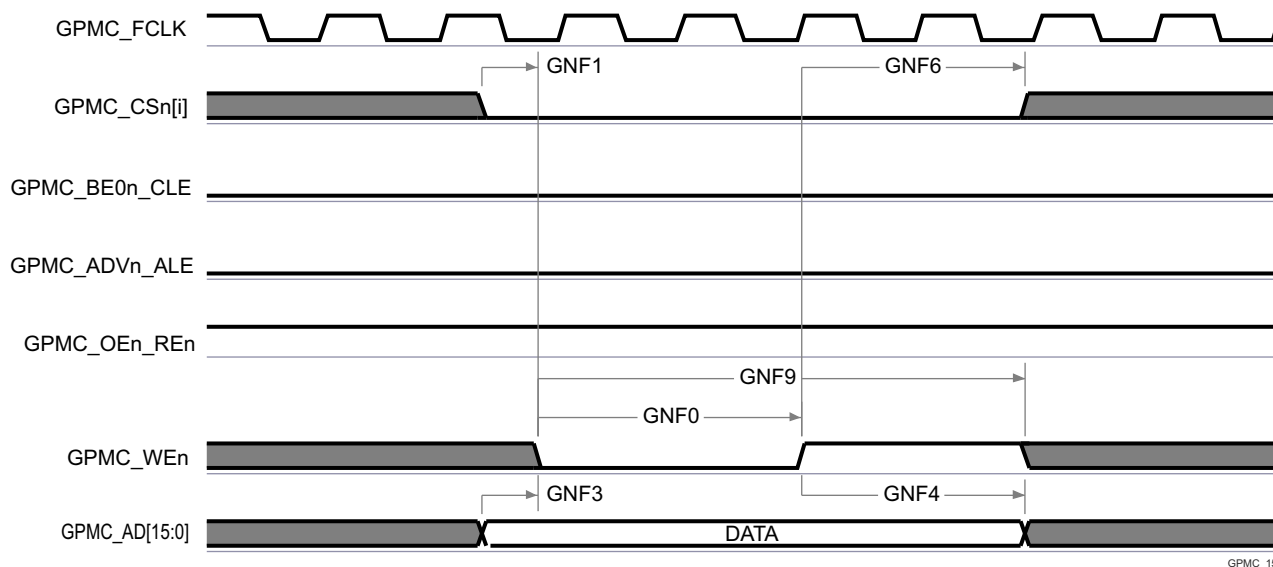 GPMC_FCLK
GNF1
GNF6
GPMC_CSn[i]
GPMC_BE0n_CLE
GPMC_ADVn_ALE
GPMC_OEn_REn
GNF9
GNF0
GPMC_WEn
GNF3
GNF4
GPMC_AD[15:0]
DATA